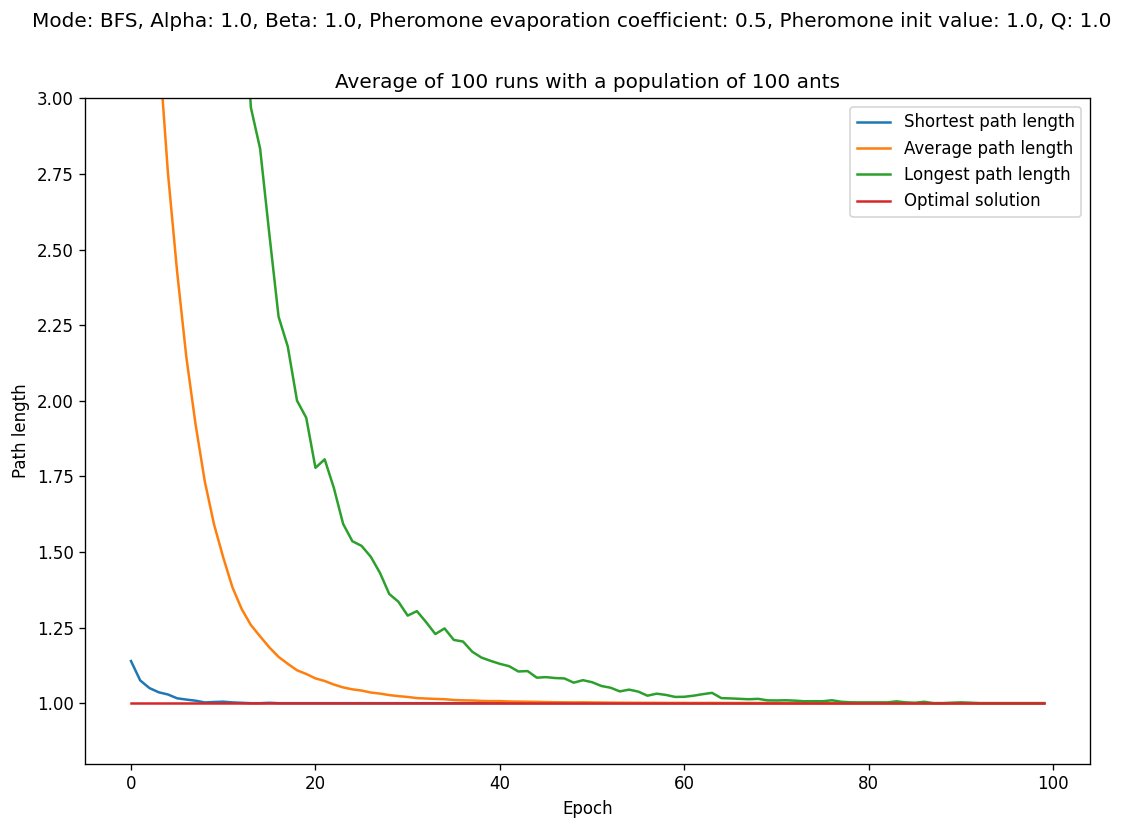 Mode: BFS, Alpha: 1.0, Beta: 1.0, Pheromone evaporation coefficient: 0.5, Pheromone init value: 1.0, Q: 1.0
Average of 100 runs with a population of 100 ants
Shortest path length
Average path length
Longest path length
Optimal solution
Path length
3.00
2.75
2.50
2.25
2.00
1.75
1.50
1.25
1.00
0
20
40
60
80
100
Epoch